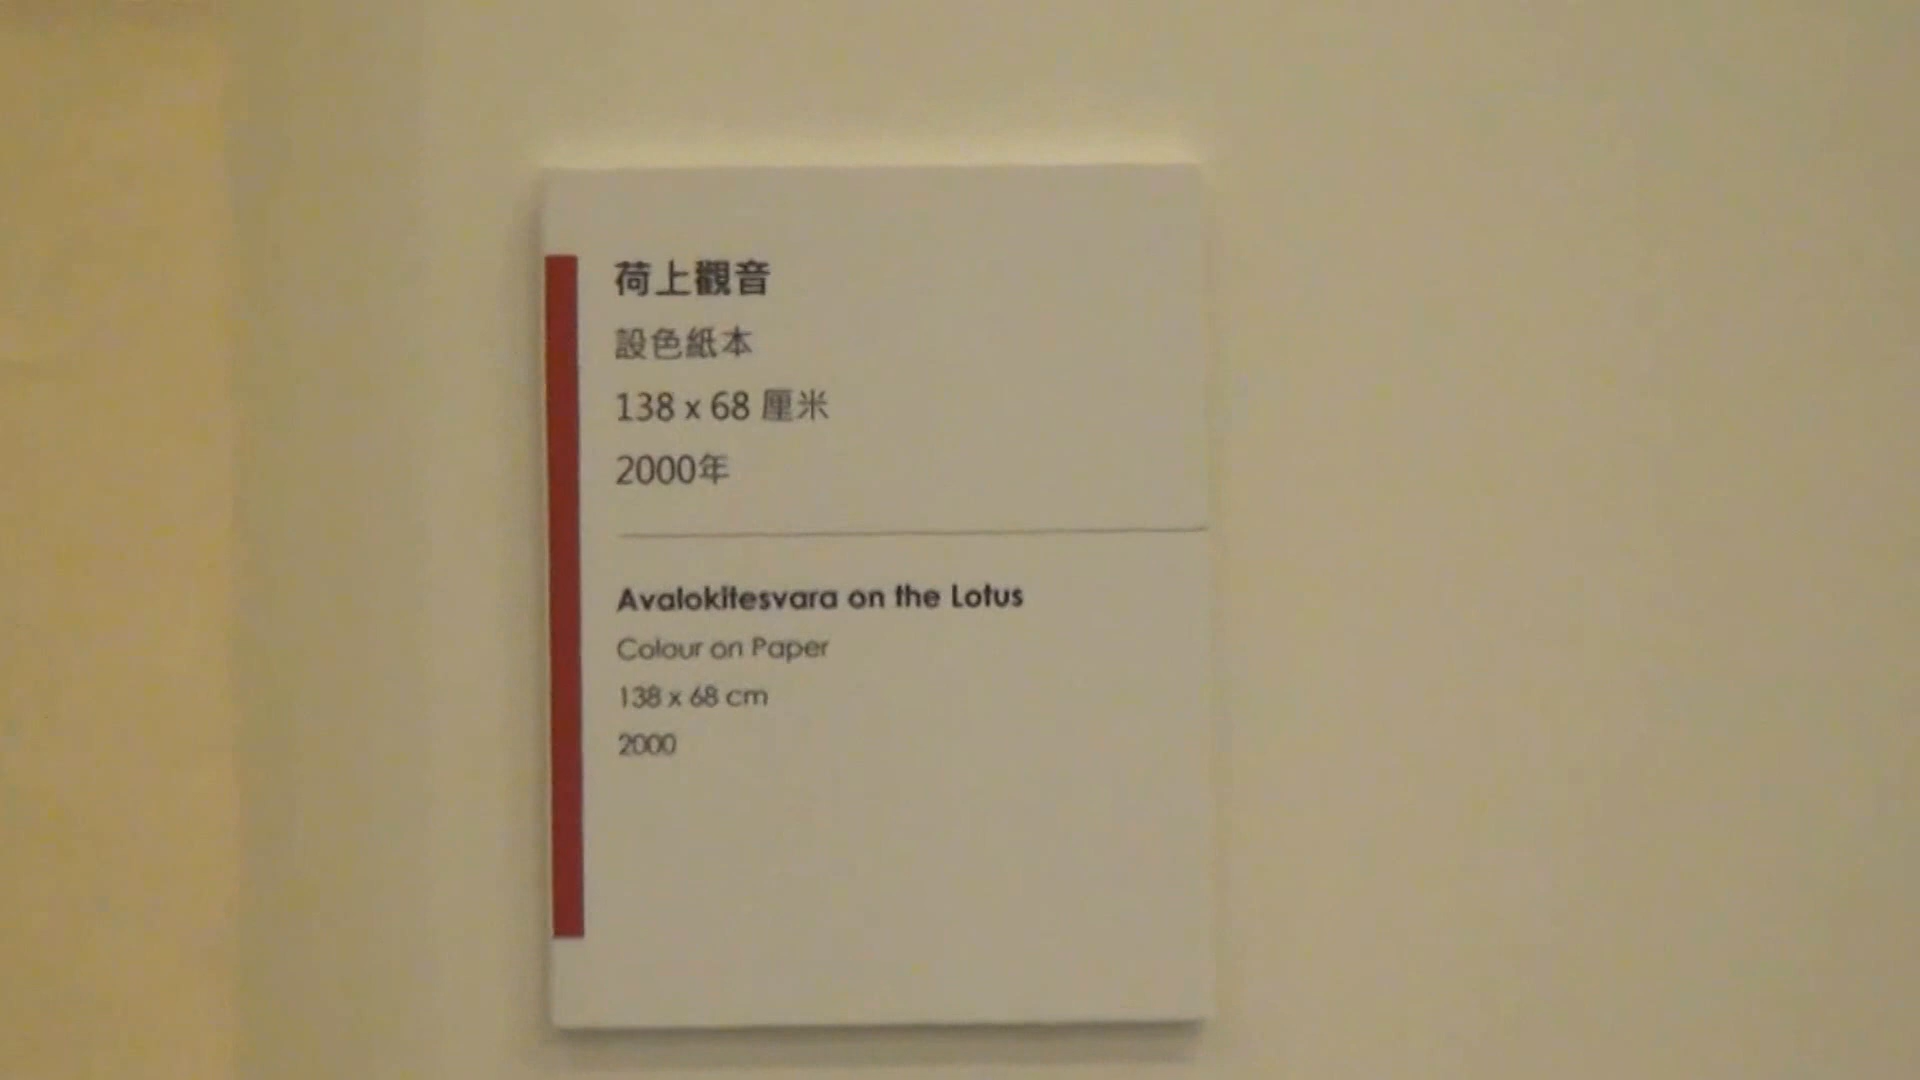 荷上觀音
設色紙本
138 x 68 厘米
2000年
Avalokitesvara on the Lotus
Colour on Paper
138 x 68 cm
2000